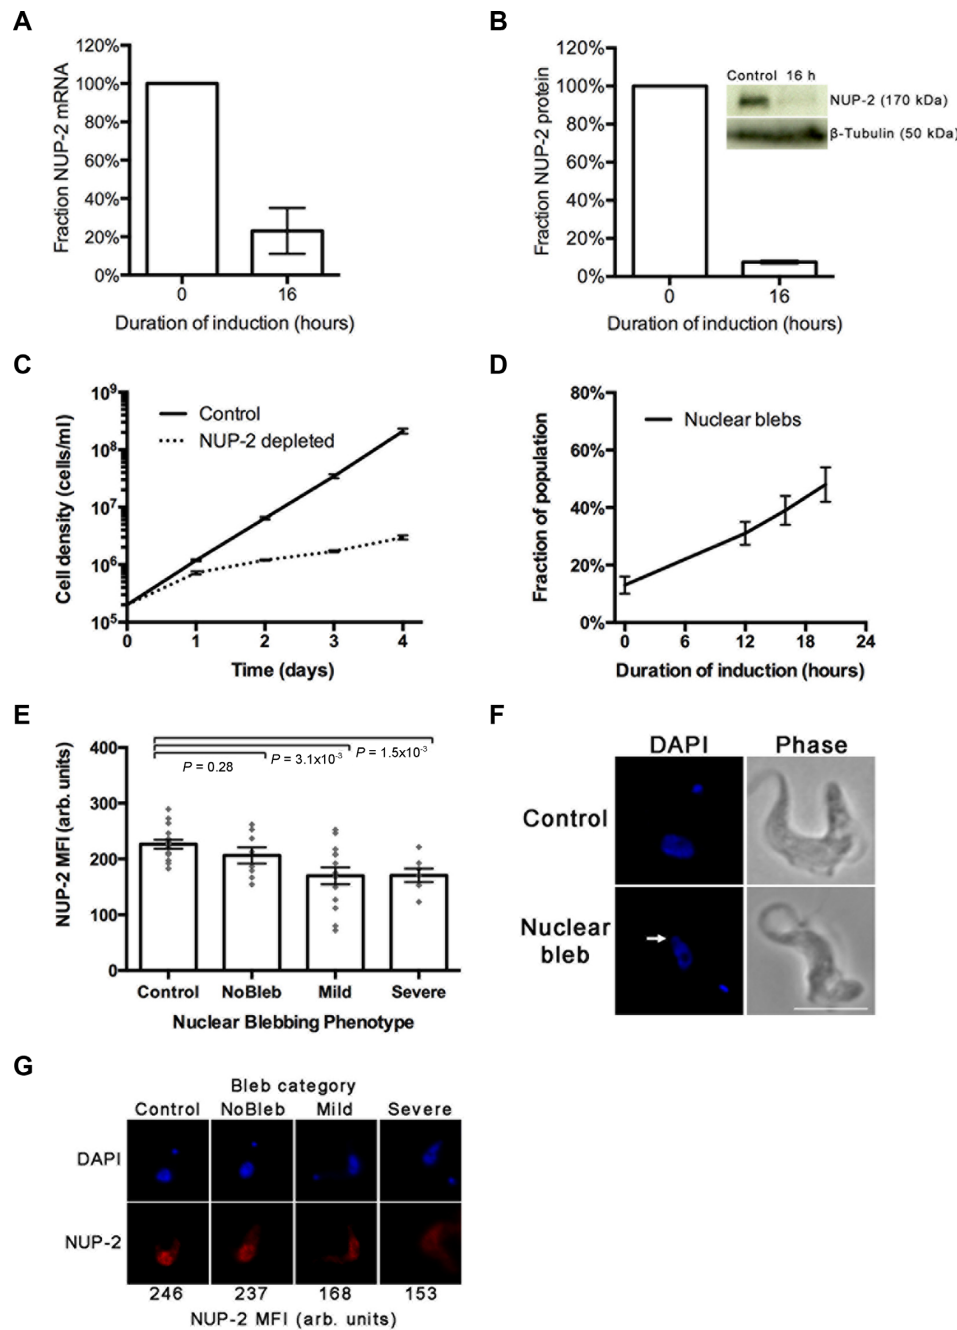 A
120%
100%
80%
60%
40%
20%
0%
Fraction NUP-2 mRNA
0
16
Duration of induction (hours)
B
120%
100%
80%
60%
40%
20%
0%
Fraction NUP-2 protein
Control 16 h
NUP-2 (170 kDa)
β-Tubulin (50 kDa)
0
16
Duration of induction (hours)
C
10⁹
10⁸
10⁷
10⁶
10⁵
Cell density (cells/ml)
Control
NUP-2 depleted
0 1 2 3 4
Time (days)
D
80%
60%
40%
20%
0%
Fraction of population
Nuclear blebs
0 6 12 18 24
Duration of induction (hours)
E
400
300
200
100
0
NUP-2 MFI (arb. units)
P = 0.28
P = 3.1x10⁻³
P = 1.5x10⁻³
Control NoBleb Mild Severe
Nuclear Blebbing Phenotype
F
DAPI Phase
Control
Nuclear
bleb
G
Bleb category
Control NoBleb Mild Severe
DAPI
NUP-2
246 237 168 153
NUP-2 MFI (arb. units)